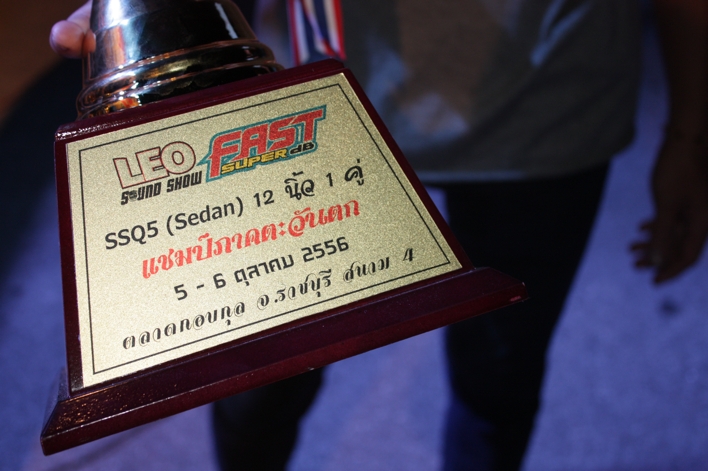 LEO
SOUND SHOW
FAST
SUPER dB
SSQ5 (Sedan) 12 นิ้ว 1 คู่
แชมป์ภาคตะวันตก
5 - 6 ตุลาคม 2556
ตลาดกอบกุล จ.ราชบุรี สนาม 4